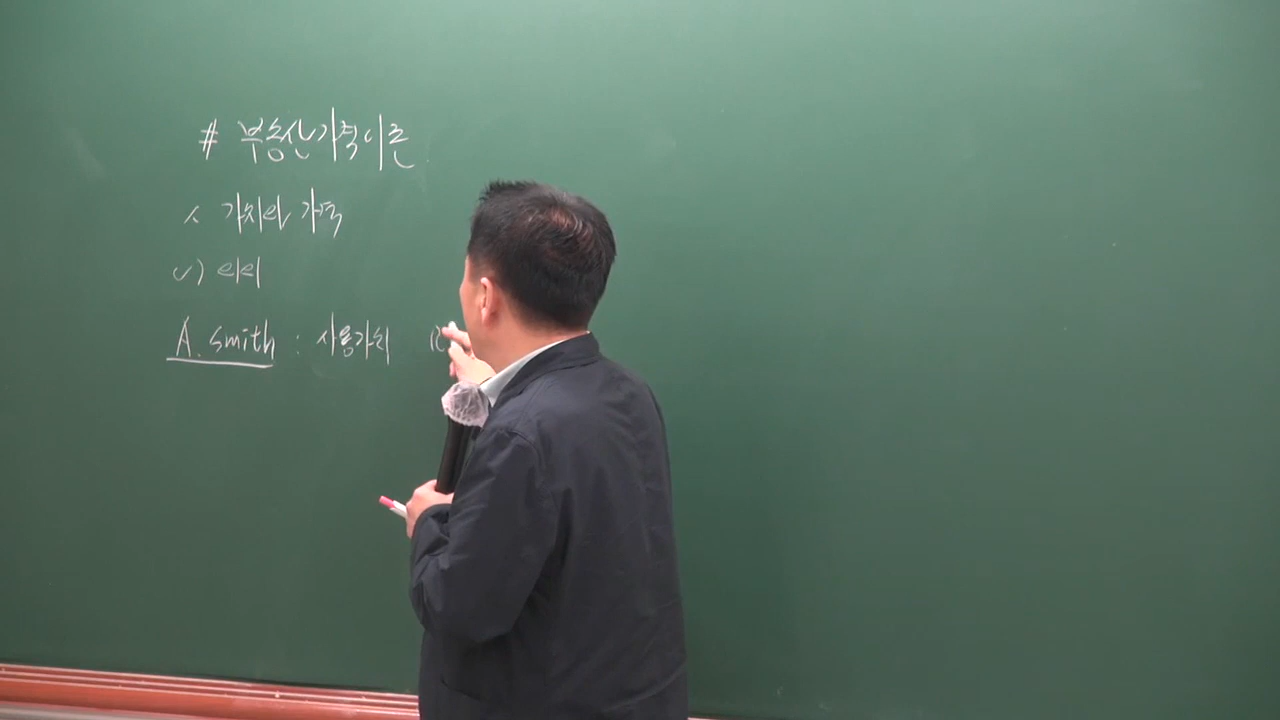 # 부동산가격이론
1. 가치와 가격
1) 의의
A. Smith : 사용가치